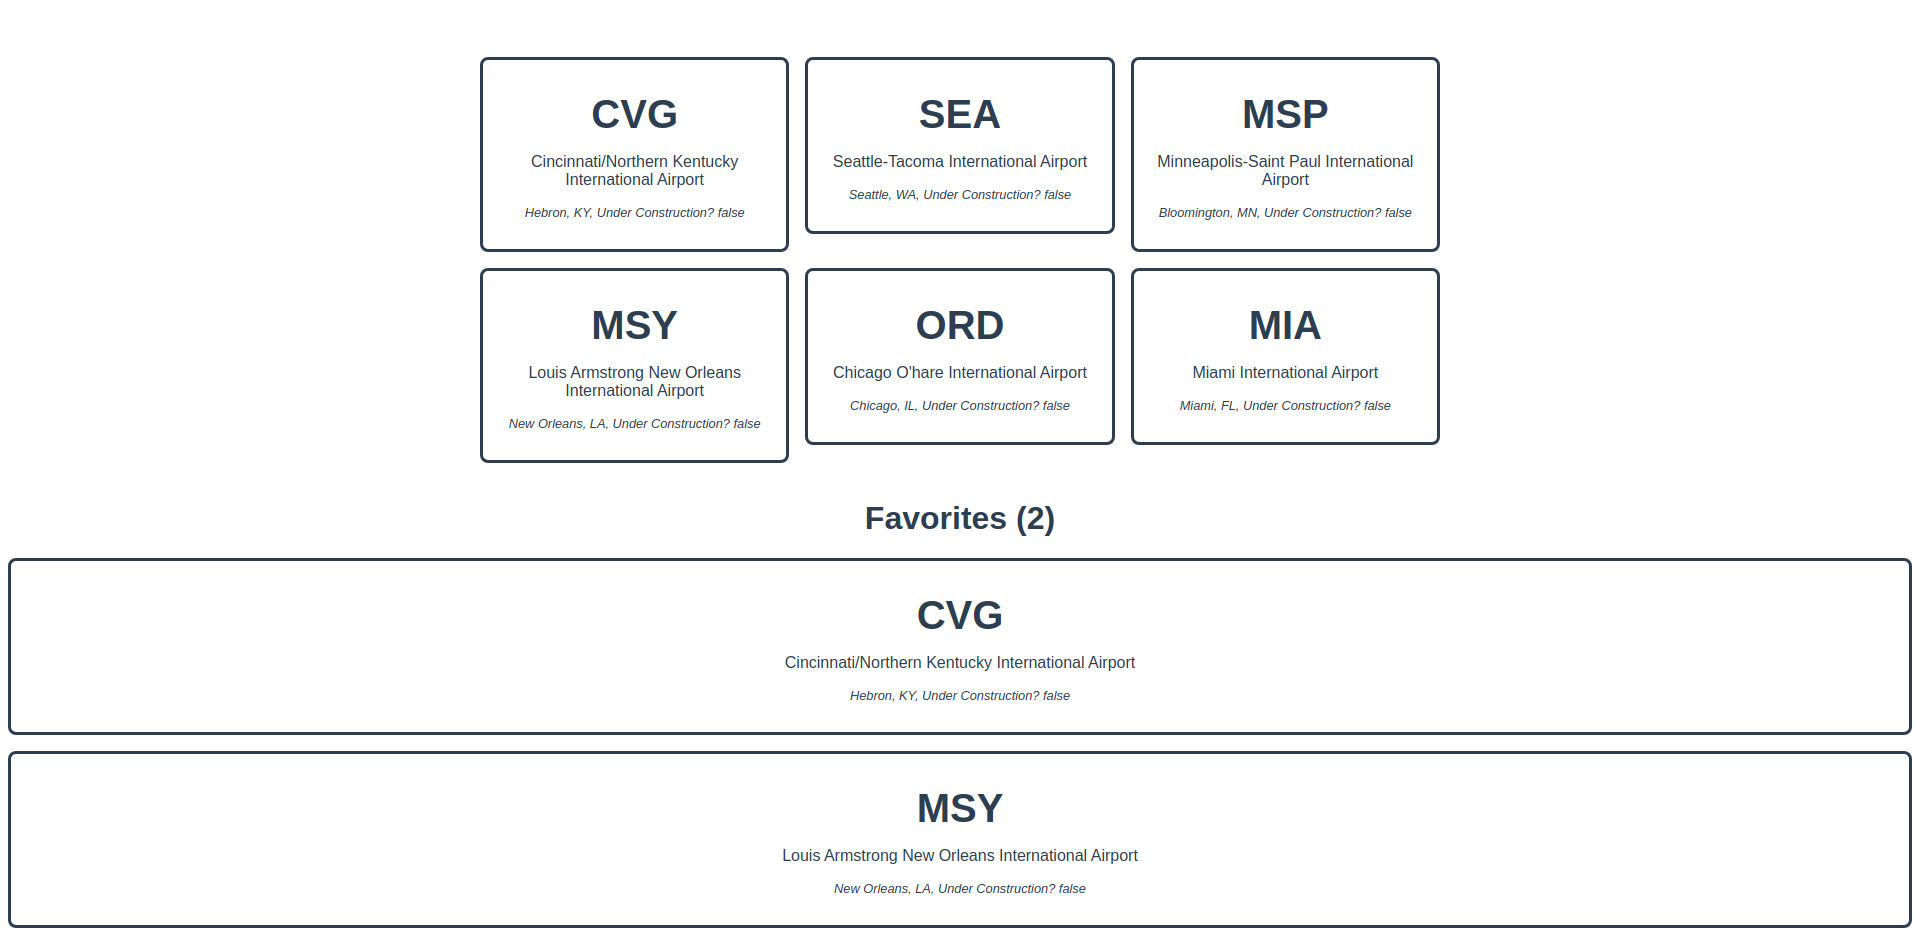 CVG
Cincinnati/Northern Kentucky
International Airport
Hebron, KY, Under Construction? false
SEA
Seattle-Tacoma International Airport
Seattle, WA, Under Construction? false
MSP
Minneapolis-Saint Paul International
Airport
Bloomington, MN, Under Construction? false
MSY
Louis Armstrong New Orleans
International Airport
New Orleans, LA, Under Construction? false
ORD
Chicago O'hare International Airport
Chicago, IL, Under Construction? false
MIA
Miami International Airport
Miami, FL, Under Construction? false
Favorites (2)
CVG
Cincinnati/Northern Kentucky International Airport
Hebron, KY, Under Construction? false
MSY
Louis Armstrong New Orleans International Airport
New Orleans, LA, Under Construction? false